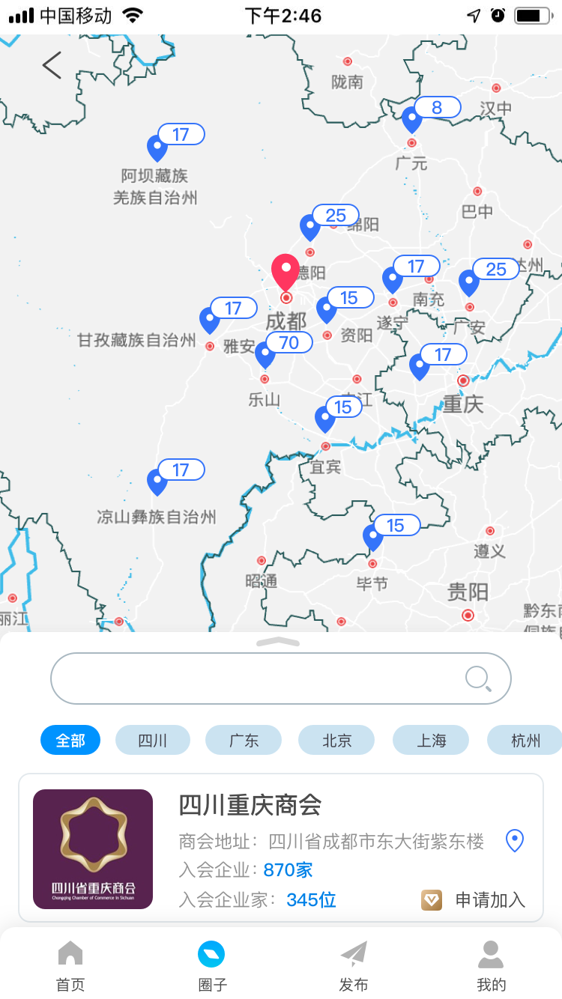 中国移动
下午2:46
陇南
汉中
8
17
广元
阿坝藏族
羌族自治州
巴中
25
绵阳
达州
17
25
德阳
15
17
南充
成都
遂宁
广安
资阳
甘孜藏族自治州
雅安
70
17
乐山
内江
重庆
15
宜宾
17
凉山彝族自治州
15
遵义
昭通
毕节
贵阳
丽江
全部
四川
广东
北京
上海
杭州
四川重庆商会
四川省重庆商会
Chongqing Chamber of Commerce in Sichuan
商会地址：四川省成都市东大街紫东楼
入会企业：870家
入会企业家：345位
申请加入
首页
圈子
发布
我的